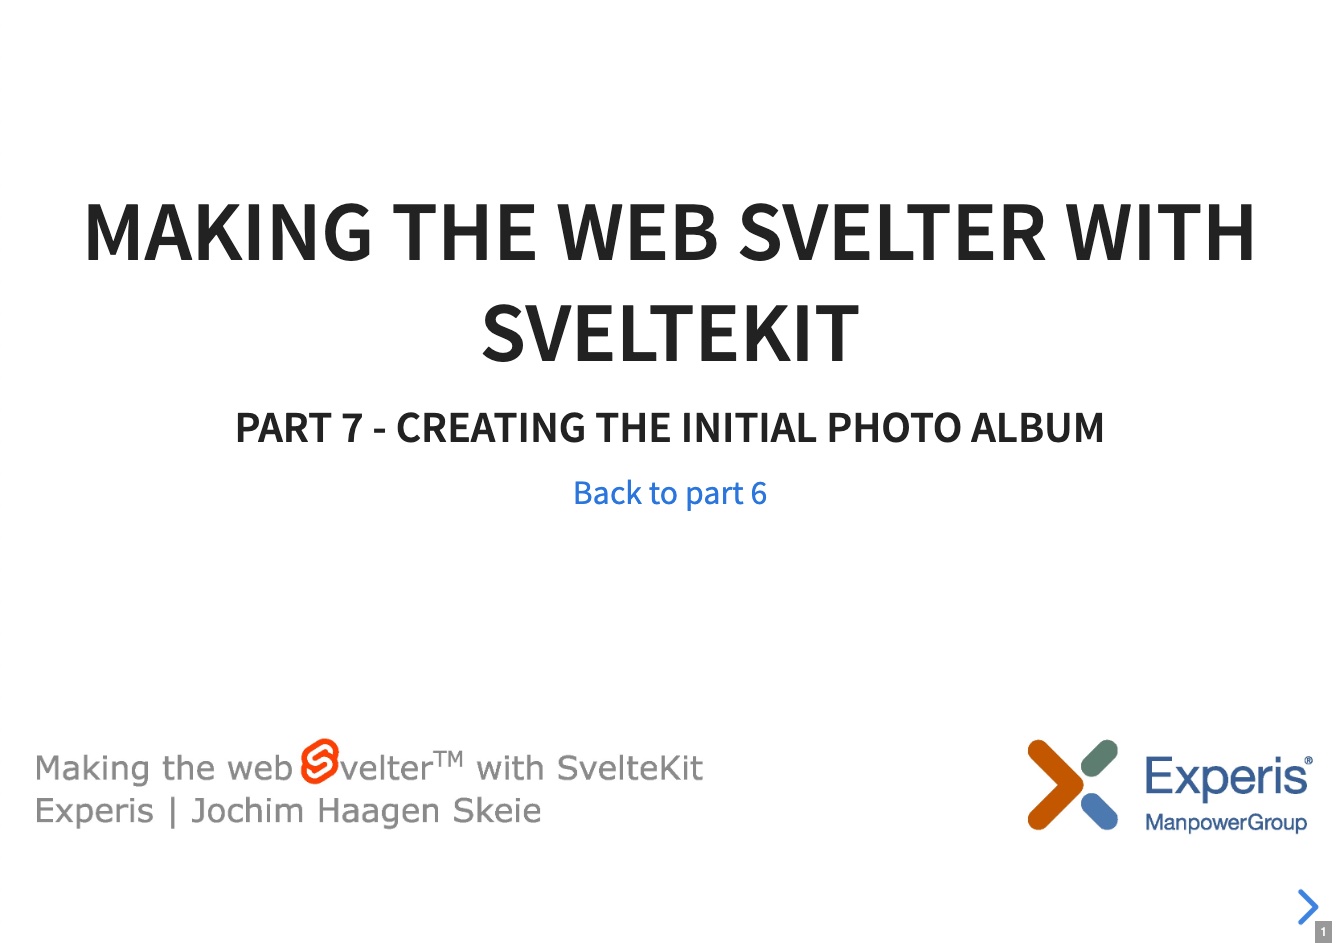 MAKING THE WEB SVELTER WITH
SVELTEKIT
PART 7 - CREATING THE INITIAL PHOTO ALBUM
Back to part 6
Making the web Svelter™ with SvelteKit
Experis | Jochim Haagen Skeie
Experis®
ManpowerGroup
1